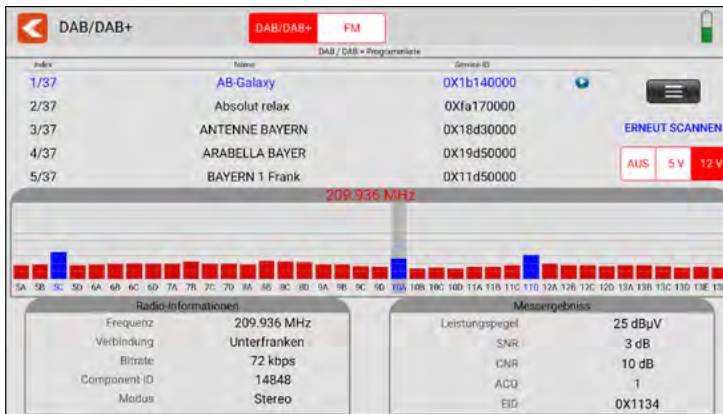 DAB/DAB+ DAB/DAB+ FM
DAB / DAB + Programmliste
Index Name Service ID
1/37 AB-Galaxy 0X1b140000
2/37 Absolut relax 0Xfa170000
3/37 ANTENNE BAYERN 0X18d30000
ERNEUT SCANNEN
4/37 ARABELLA BAYER 0X19d50000
AUS 5 V 12 V
5/37 BAYERN 1 Frank 0X11d50000
209.936 MHz
5A 5B 5C 5D 6A 6B 6C 6D 7A 7B 7C 7D 8A 8B 8C 8D 9A 9B 9C 9D 10A 10B 10C 10D 11A 11B 11C 11D 12A 12B 12C 12D 13A 13B 13C 13D 13E
Radio-Informationen Messergebniss
Frequenz 209.936 MHz Leistungspegel 25 dBµV
Verbindung Unterfranken SNR 3 dB
Bitrate 72 kbps CNR 10 dB
Component ID 14848 ACQ 1
Modus Stereo EID 0X1134